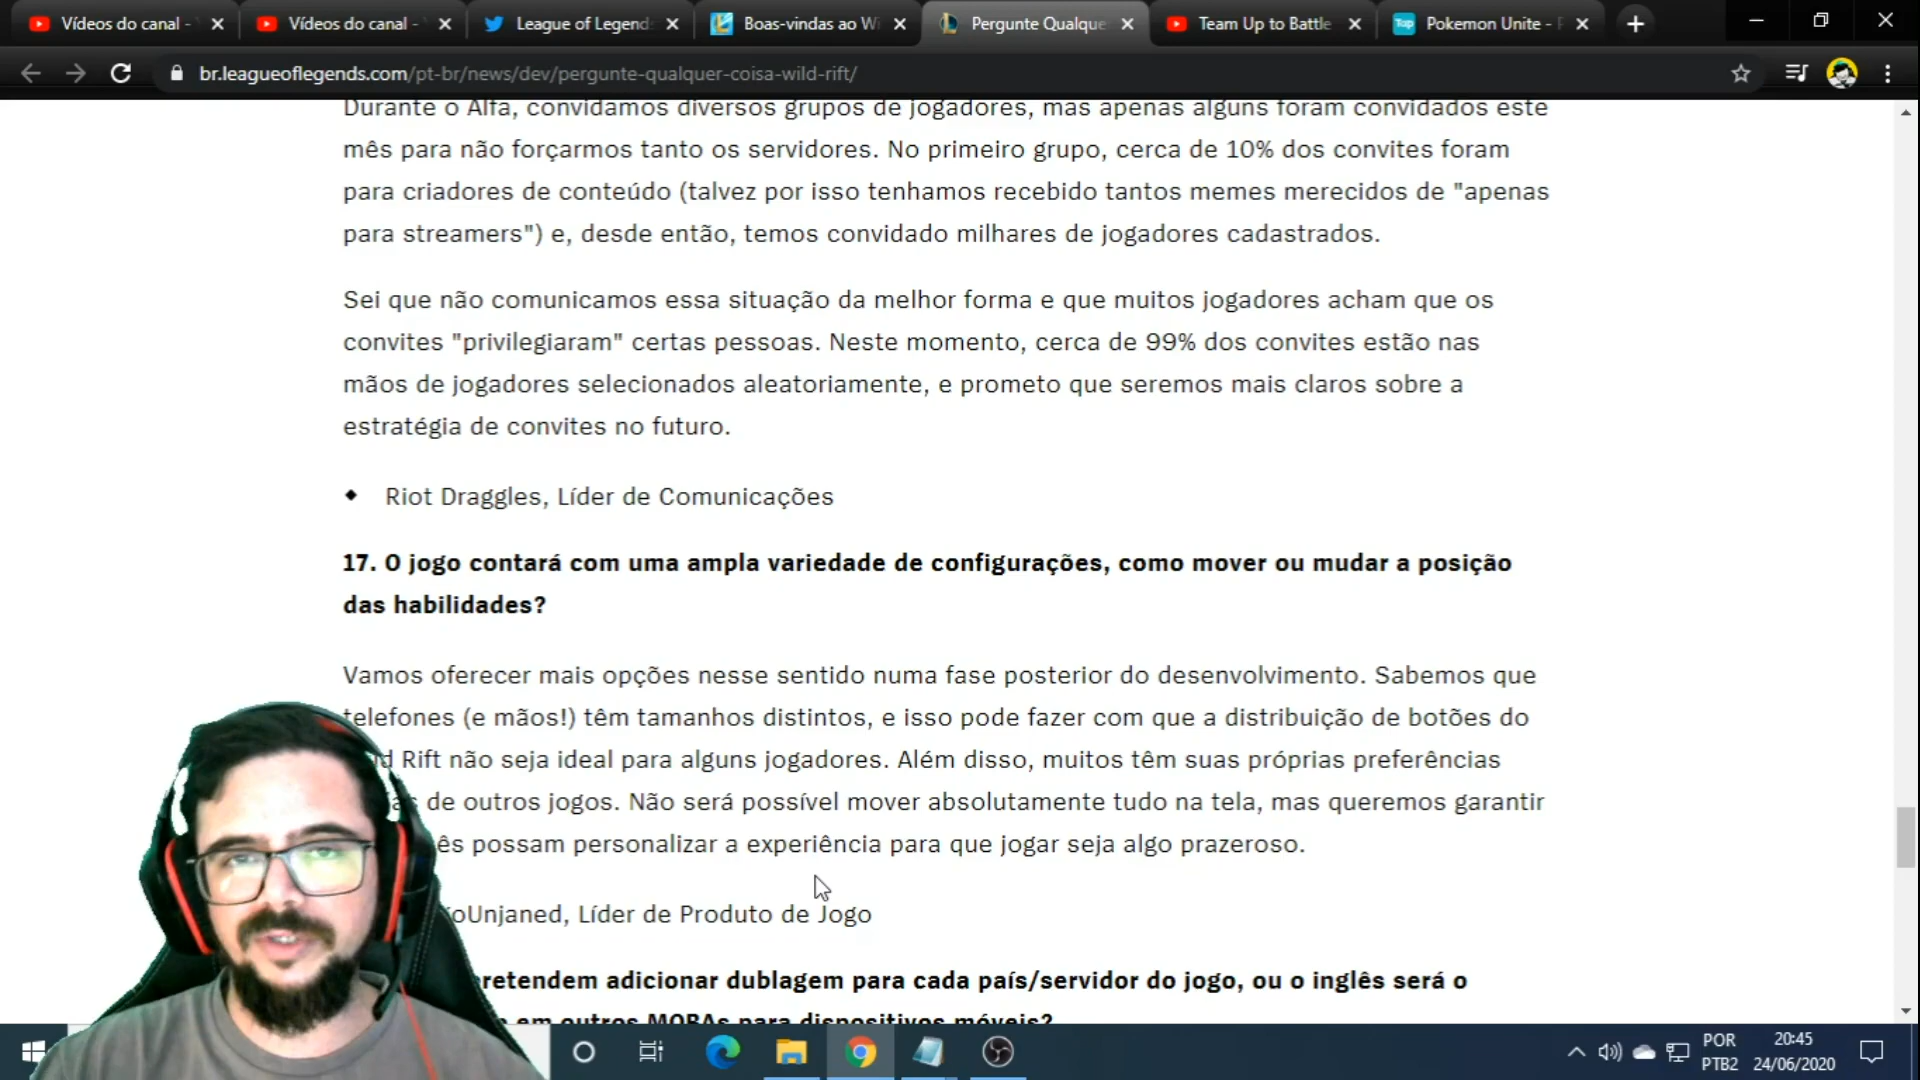 Vídeos do canal -
Vídeos do canal -
League of Legend
Boas-vindas ao Wi
Pergunte Qualque
Team Up to Battle
Top
Pokemon Unite -
br.leagueoflegends.com/pt-br/news/dev/pergunte-qualquer-coisa-wild-rift/
Durante o Alfa, convidamos diversos grupos de jogadores, mas apenas alguns foram convidados este
mês para não forçarmos tanto os servidores. No primeiro grupo, cerca de 10% dos convites foram
para criadores de conteúdo (talvez por isso tenhamos recebido tantos memes merecidos de "apenas
para streamers") e, desde então, temos convidado milhares de jogadores cadastrados.
Sei que não comunicamos essa situação da melhor forma e que muitos jogadores acham que os
convites "privilegiaram" certas pessoas. Neste momento, cerca de 99% dos convites estão nas
mãos de jogadores selecionados aleatoriamente, e prometo que seremos mais claros sobre a
estratégia de convites no futuro.
Riot Draggles, Líder de Comunicações
17. O jogo contará com uma ampla variedade de configurações, como mover ou mudar a posição
das habilidades?
Vamos oferecer mais opções nesse sentido numa fase posterior do desenvolvimento. Sabemos que
telefones (e mãos!) têm tamanhos distintos, e isso pode fazer com que a distribuição de botões do
d Rift não seja ideal para alguns jogadores. Além disso, muitos têm suas próprias preferências
de outros jogos. Não será possível mover absolutamente tudo na tela, mas queremos garantir
ês possam personalizar a experiência para que jogar seja algo prazeroso.
oUnjaned, Líder de Produto de Jogo
retendem adicionar dublagem para cada país/servidor do jogo, ou o inglês será o
em outros MOBAs para dispositivos móveis?
POR
PTB2
20:45
24/06/2020